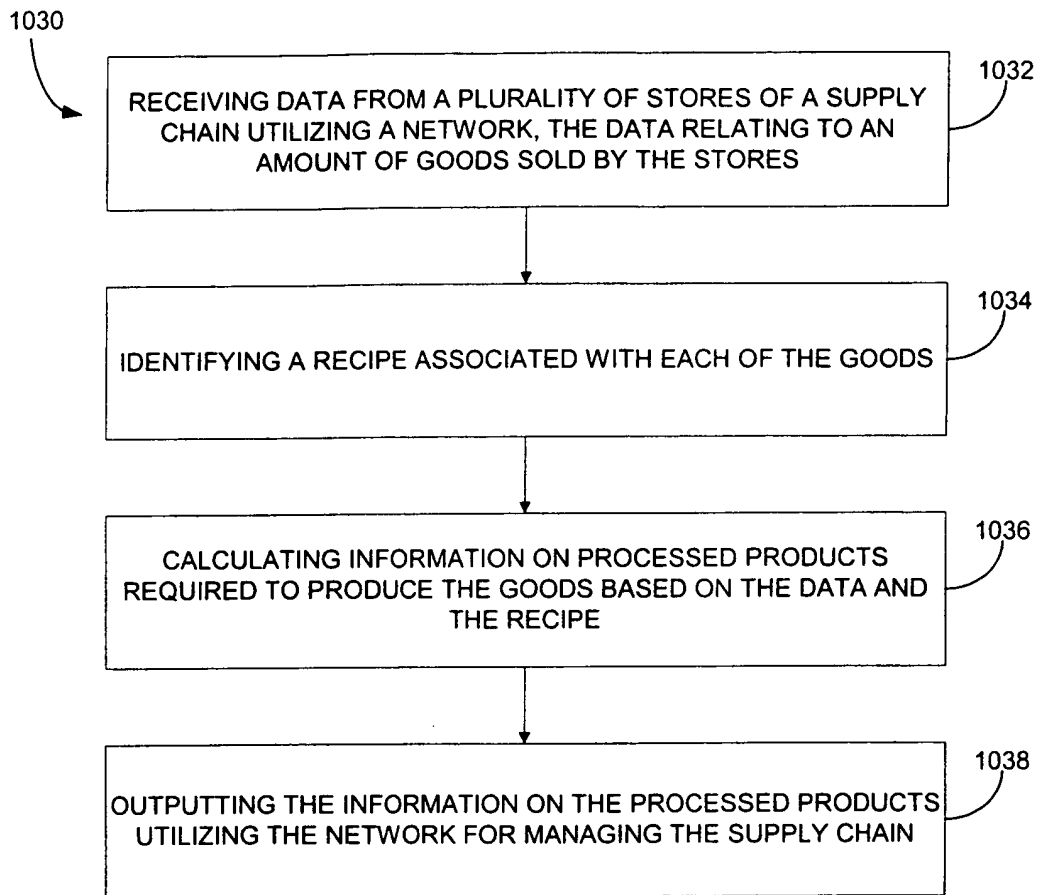 1030
1032
RECEIVING DATA FROM A PLURALITY OF STORES OF A SUPPLY
CHAIN UTILIZING A NETWORK, THE DATA RELATING TO AN
AMOUNT OF GOODS SOLD BY THE STORES
1034
IDENTIFYING A RECIPE ASSOCIATED WITH EACH OF THE GOODS
1036
CALCULATING INFORMATION ON PROCESSED PRODUCTS
REQUIRED TO PRODUCE THE GOODS BASED ON THE DATA AND
THE RECIPE
1038
OUTPUTTING THE INFORMATION ON THE PROCESSED PRODUCTS
UTILIZING THE NETWORK FOR MANAGING THE SUPPLY CHAIN